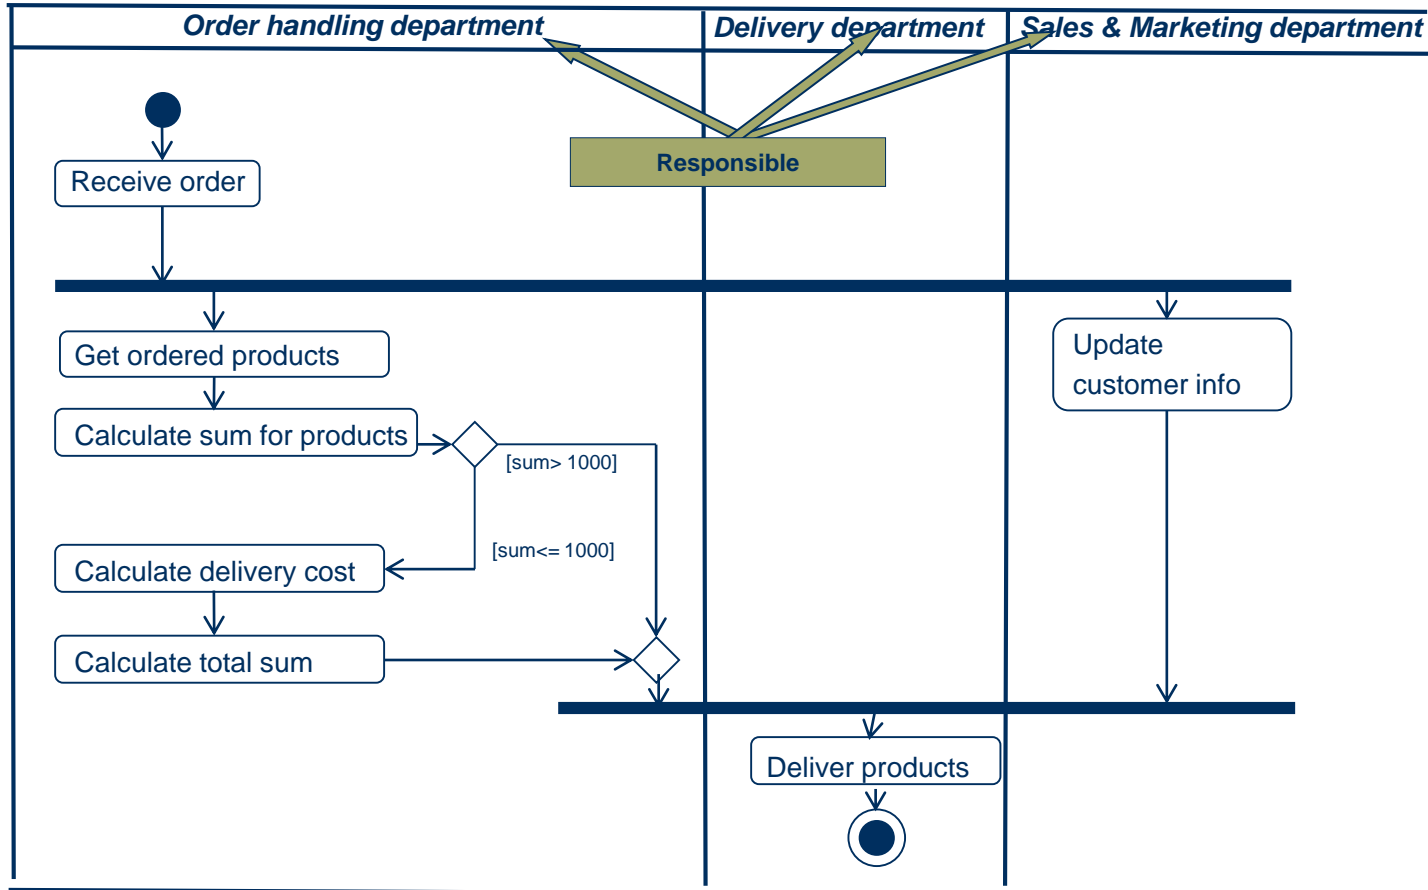 Order handling department
Delivery department
Sales & Marketing department
Responsible
Receive order
Get ordered products
Update
customer info
Calculate sum for products
[sum> 1000]
[sum<= 1000]
Calculate delivery cost
Calculate total sum
Deliver products